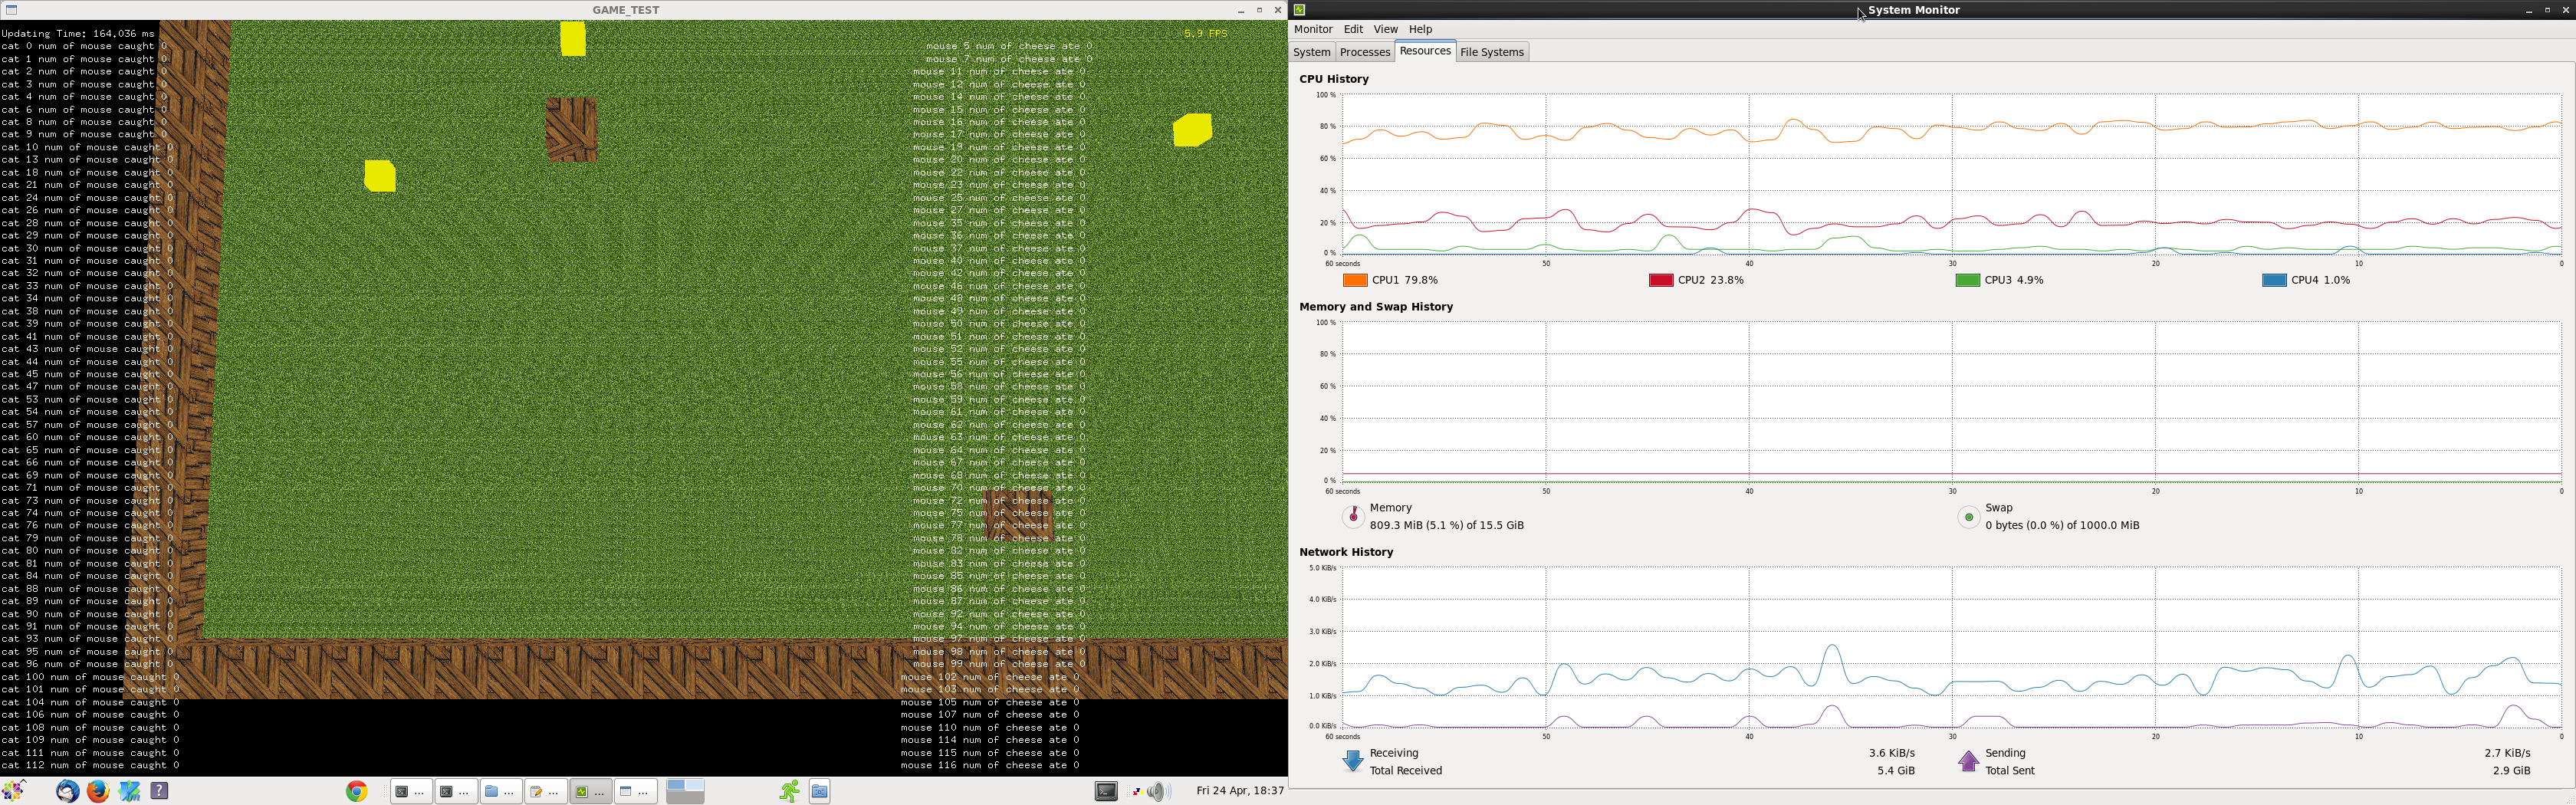 GAME_TEST
Updating Time: 164.036 ms
5.9 FPS
cat 0 num of mouse caught 0
cat 1 num of mouse caught 0
cat 2 num of mouse caught 0
cat 3 num of mouse caught 0
cat 4 num of mouse caught 0
cat 6 num of mouse caught 0
cat 8 num of mouse caught 0
cat 9 num of mouse caught 0
cat 10 num of mouse caught 0
cat 13 num of mouse caught 0
cat 18 num of mouse caught 0
cat 21 num of mouse caught 0
cat 24 num of mouse caught 0
cat 26 num of mouse caught 0
cat 28 num of mouse caught 0
cat 29 num of mouse caught 0
cat 30 num of mouse caught 0
cat 31 num of mouse caught 0
cat 32 num of mouse caught 0
cat 33 num of mouse caught 0
cat 34 num of mouse caught 0
cat 38 num of mouse caught 0
cat 39 num of mouse caught 0
cat 41 num of mouse caught 0
cat 43 num of mouse caught 0
cat 44 num of mouse caught 0
cat 45 num of mouse caught 0
cat 47 num of mouse caught 0
cat 53 num of mouse caught 0
cat 54 num of mouse caught 0
cat 57 num of mouse caught 0
cat 60 num of mouse caught 0
cat 65 num of mouse caught 0
cat 66 num of mouse caught 0
cat 69 num of mouse caught 0
cat 71 num of mouse caught 0
cat 73 num of mouse caught 0
cat 74 num of mouse caught 0
cat 76 num of mouse caught 0
cat 79 num of mouse caught 0
cat 80 num of mouse caught 0
cat 81 num of mouse caught 0
cat 84 num of mouse caught 0
cat 88 num of mouse caught 0
cat 89 num of mouse caught 0
cat 90 num of mouse caught 0
cat 91 num of mouse caught 0
cat 93 num of mouse caught 0
cat 95 num of mouse caught 0
cat 96 num of mouse caught 0
cat 100 num of mouse caught 0
cat 101 num of mouse caught 0
cat 104 num of mouse caught 0
cat 106 num of mouse caught 0
cat 108 num of mouse caught 0
cat 109 num of mouse caught 0
cat 111 num of mouse caught 0
cat 112 num of mouse caught 0
mouse 5 num of cheese ate 0
mouse 7 num of cheese ate 0
mouse 11 num of cheese ate 0
mouse 12 num of cheese ate 0
mouse 14 num of cheese ate 0
mouse 15 num of cheese ate 0
mouse 16 num of cheese ate 0
mouse 17 num of cheese ate 0
mouse 19 num of cheese ate 0
mouse 20 num of cheese ate 0
mouse 22 num of cheese ate 0
mouse 23 num of cheese ate 0
mouse 25 num of cheese ate 0
mouse 27 num of cheese ate 0
mouse 35 num of cheese ate 0
mouse 36 num of cheese ate 0
mouse 37 num of cheese ate 0
mouse 40 num of cheese ate 0
mouse 42 num of cheese ate 0
mouse 46 num of cheese ate 0
mouse 48 num of cheese ate 0
mouse 49 num of cheese ate 0
mouse 50 num of cheese ate 0
mouse 51 num of cheese ate 0
mouse 52 num of cheese ate 0
mouse 55 num of cheese ate 0
mouse 56 num of cheese ate 0
mouse 58 num of cheese ate 0
mouse 59 num of cheese ate 0
mouse 61 num of cheese ate 0
mouse 62 num of cheese ate 0
mouse 63 num of cheese ate 0
mouse 64 num of cheese ate 0
mouse 67 num of cheese ate 0
mouse 68 num of cheese ate 0
mouse 70 num of cheese ate 0
mouse 72 num of cheese ate 0
mouse 75 num of cheese ate 0
mouse 77 num of cheese ate 0
mouse 78 num of cheese ate 0
mouse 82 num of cheese ate 0
mouse 83 num of cheese ate 0
mouse 85 num of cheese ate 0
mouse 86 num of cheese ate 0
mouse 87 num of cheese ate 0
mouse 92 num of cheese ate 0
mouse 94 num of cheese ate 0
mouse 97 num of cheese ate 0
mouse 98 num of cheese ate 0
mouse 99 num of cheese ate 0
mouse 102 num of cheese ate 0
mouse 103 num of cheese ate 0
mouse 105 num of cheese ate 0
mouse 107 num of cheese ate 0
mouse 110 num of cheese ate 0
mouse 114 num of cheese ate 0
mouse 115 num of cheese ate 0
mouse 116 num of cheese ate 0
... ... ... ... ... ...
Fri 24 Apr, 18:37
System Monitor
Monitor Edit View Help
System Processes Resources File Systems
CPU History
100 %
80 %
60 %
40 %
20 %
0 %
60 seconds 50 40 30 20 10 0
CPU1 79.8% CPU2 23.8% CPU3 4.9% CPU4 1.0%
Memory and Swap History
100 %
80 %
60 %
40 %
20 %
0 %
60 seconds 50 40 30 20 10 0
Memory Swap
809.3 MiB (5.1 %) of 15.5 GiB 0 bytes (0.0 %) of 1000.0 MiB
Network History
5.0 KiB/s
4.0 KiB/s
3.0 KiB/s
2.0 KiB/s
1.0 KiB/s
0.0 KiB/s
60 seconds 50 40 30 20 10 0
Receiving 3.6 KiB/s Sending 2.7 KiB/s
Total Received 5.4 GiB Total Sent 2.9 GiB